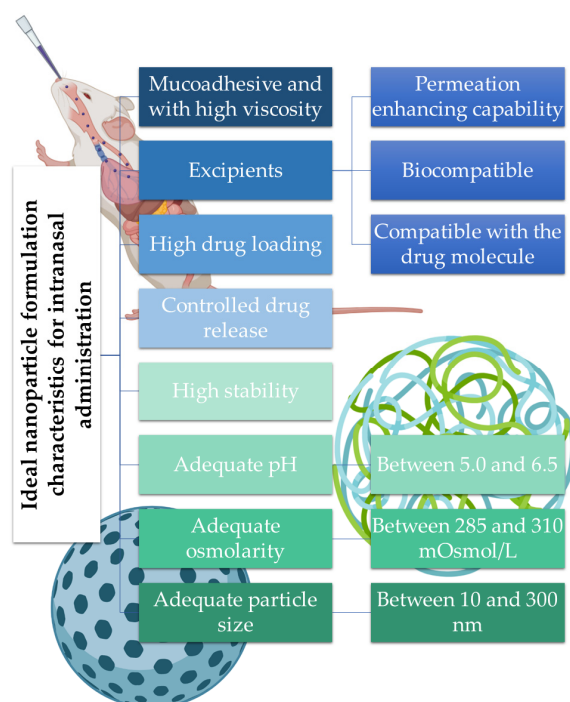 Ideal nanoparticle formulation
characteristics for intranasal
administration
Mucoadhesive and
with high viscosity
Excipients
Permeation
enhancing capability
Biocompatible
Compatible with the
drug molecule
High drug loading
Controlled drug
release
High stability
Adequate pH
Between 5.0 and 6.5
Adequate
osmolarity
Between 285 and 310
mOsmol/L
Adequate particle
size
Between 10 and 300
nm